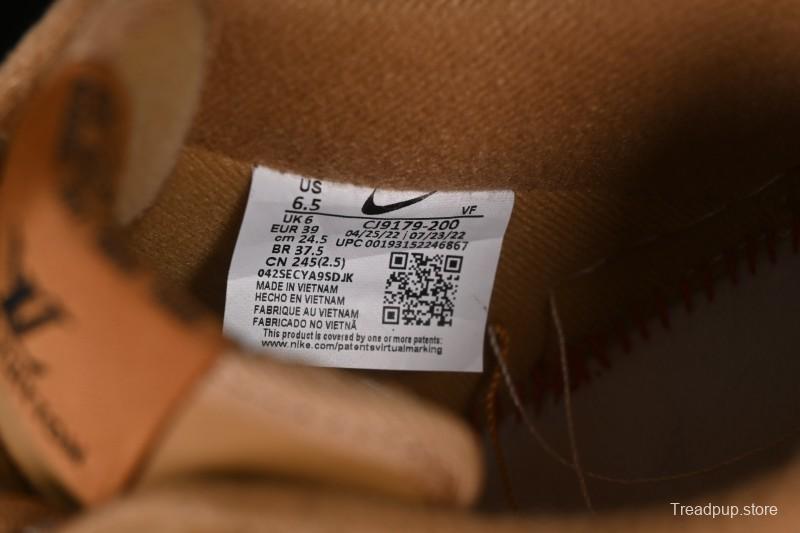 US
6.5
VF
UK 6
CJ9179-200
EUR 39
04/25/22 | 07/23/22
cm 24.5
UPC 00193152246867
BR 37.5
CN 245(2.5)
042SECYA9SDJK
MADE IN VIETNAM
HECHO EN VIETNAM
FABRIQUE AU VIETNAM
FABRICADO NO VIETNÃ
This product is covered by one or more patents:
www.nike.com/patentsvirtualmarking
Treadpup.store